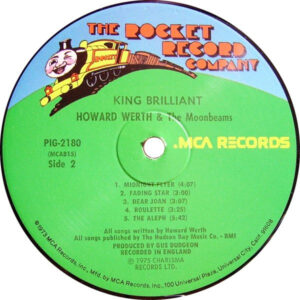 THE ROCKET
RECORD
COMPANY
KING BRILLIANT
HOWARD WERTH & The Moonbeams
PIG-2180
(MCA815)
Side 2
.MCA RECORDS
1. MIDNIGHT FLYER (4:07)
2. FADING STAR (3:00)
3. DEAR JOAN (3:21)
4. ROULETTE (3:25)
5. THE ALEPH (3:42)
All songs written by Howard Werth
All songs published by The Hudson Bay Music Co. - BMI
PRODUCED BY GUS DUDGEON
RECORDED IN ENGLAND
Ⓟ 1975 CHARISMA
RECORDS LTD.
©1975 MCA Records, Inc., Mfd. by MCA Records, Inc., 100 Universal Plaza, Universal City, Calif.